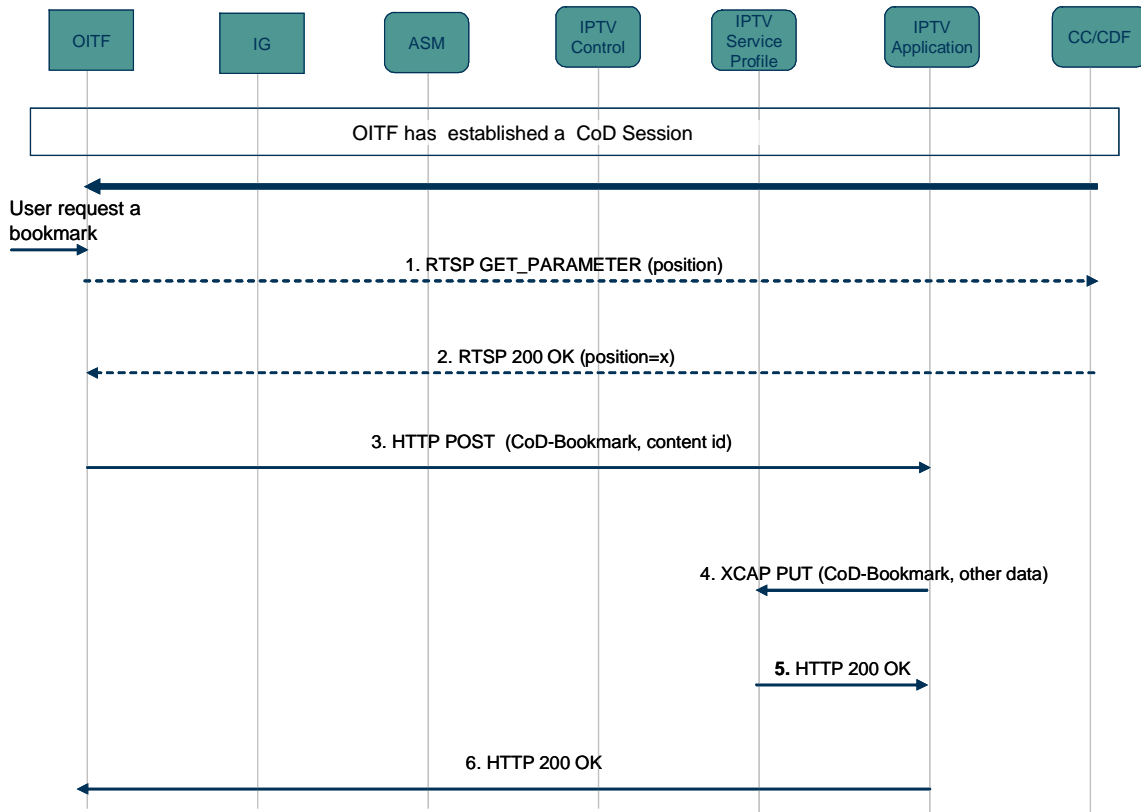 OITF
IG
ASM
IPTV
Control
IPTV
Service
Profile
IPTV
Application
CC/CDF
OITF has established a CoD Session
User request a
bookmark
1. RTSP GET_PARAMETER (position)
2. RTSP 200 OK (position=x)
3. HTTP POST (CoD-Bookmark, content id)
4. XCAP PUT (CoD-Bookmark, other data)
5. HTTP 200 OK
6. HTTP 200 OK